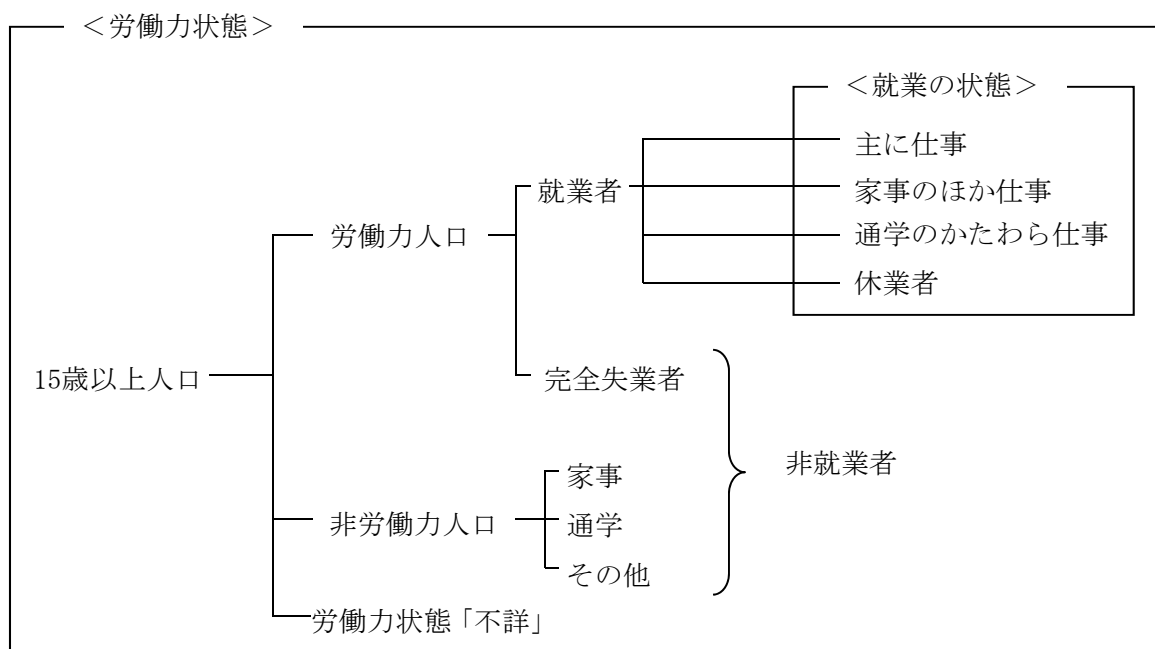 ＜労働力状態＞
＜就業の状態＞
主に仕事
就業者
家事のほか仕事
労働力人口
通学のかたわら仕事
休業者
15歳以上人口
完全失業者
家事
非就業者
非労働力人口
通学
その他
労働力状態「不詳」